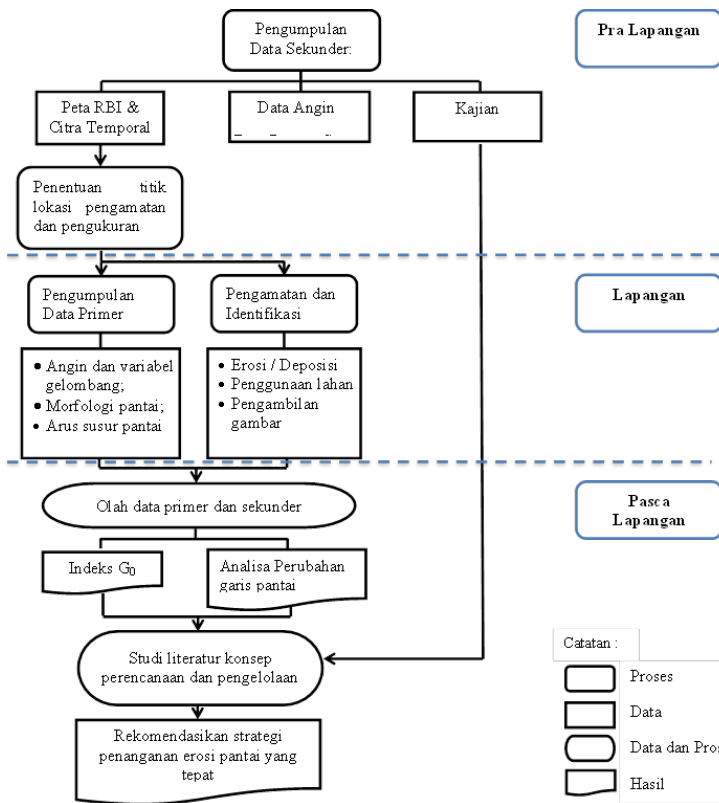 Pengumpulan
Data Sekunder:
Pra Lapangan
Peta RBI &
Citra Temporal
Data Angin
Kajian
Penentuan titik
lokasi pengamatan
dan pengukuran
Pengumpulan
Data Primer
Pengamatan dan
Identifikasi
Lapangan
• Angin dan variabel
gelombang;
• Morfologi pantai;
• Arus susur pantai
• Erosi / Deposisi
• Penggunaan lahan
• Pengambilan
gambar
Olah data primer dan sekunder
Pasca
Lapangan
Indeks G₀
Analisa Perubahan
garis pantai
Studi literatur konsep
perencanaan dan pengelolaan
Rekomendasikan strategi
penanganan erosi pantai yang
tepat
Catatan :
Proses
Data
Data dan Pros
Hasil